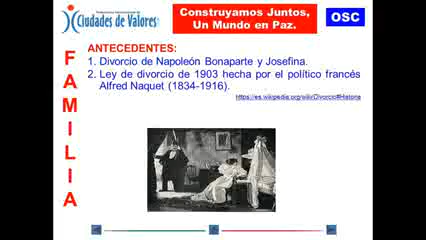 Ciudades de Valores
Construyamos Juntos,
Un Mundo en Paz.
OSC
FAMILIA
ANTECEDENTES:
1. Divorcio de Napoleón Bonaparte y Josefina.
2. Ley de divorcio de 1903 hecha por el político francés
Alfred Naquet (1834-1916).
https://es.wikipedia.org/wiki/Divorcio#Historia